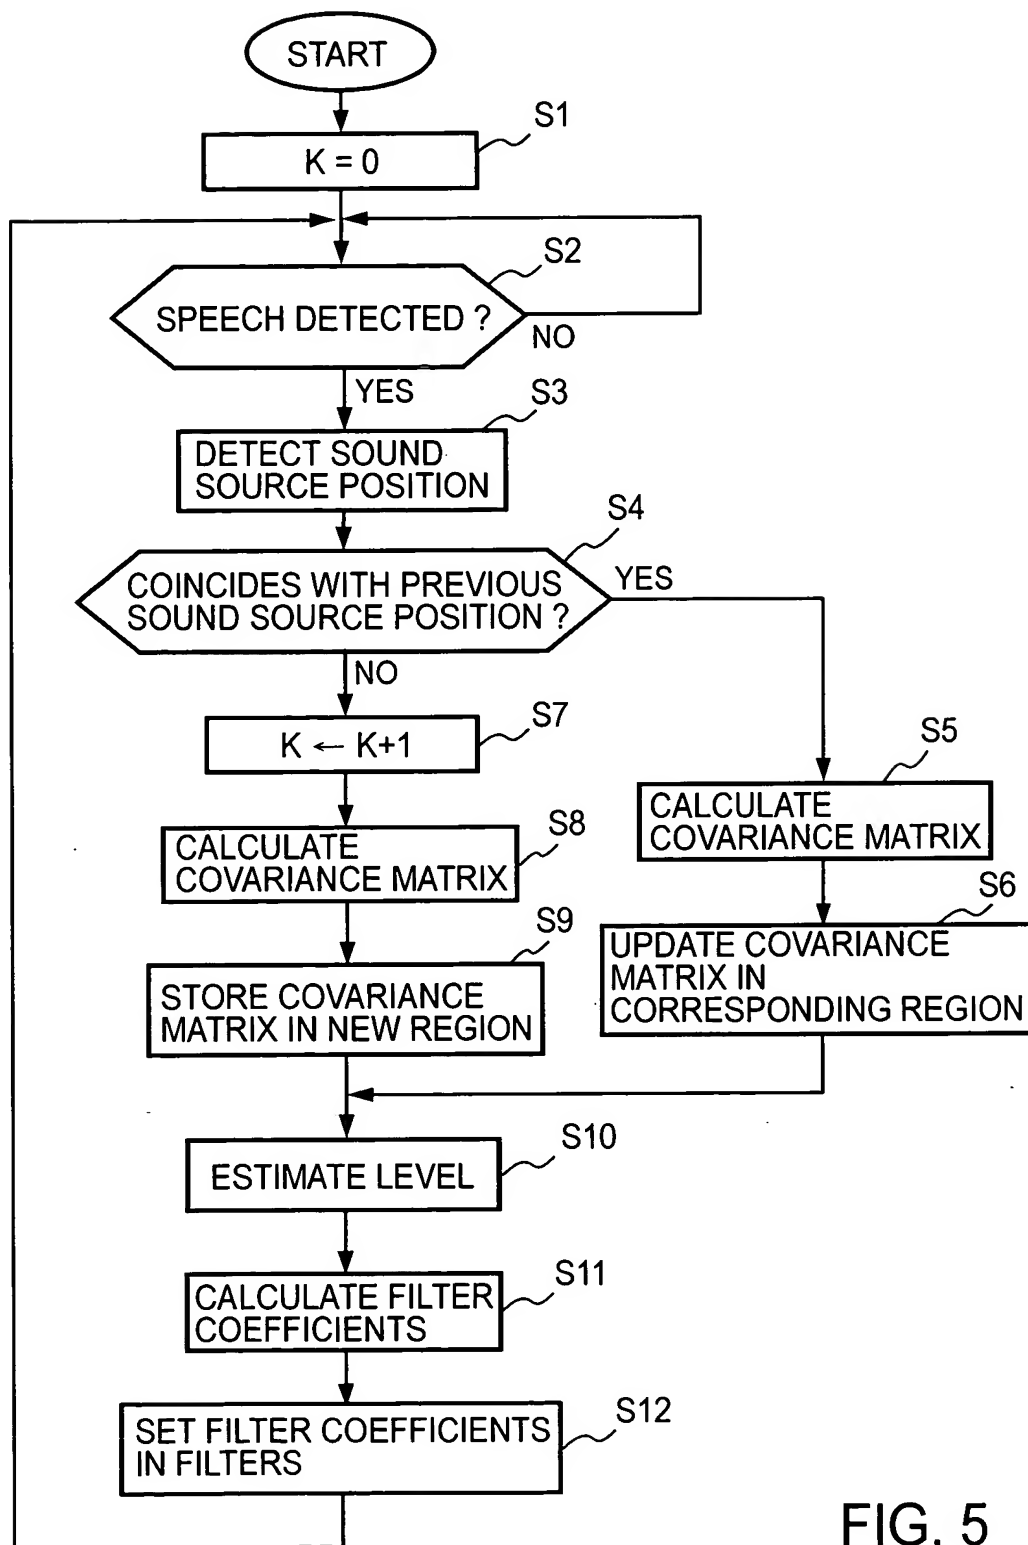 START
S1
K = 0
S2
SPEECH DETECTED ?
NO
YES
S3
DETECT SOUND
SOURCE POSITION
S4
COINCIDES WITH PREVIOUS
SOUND SOURCE POSITION ?
YES
NO
S7
K ← K+1
S5
CALCULATE
COVARIANCE MATRIX
S8
CALCULATE
COVARIANCE MATRIX
S6
UPDATE COVARIANCE
MATRIX IN
CORRESPONDING REGION
S9
STORE COVARIANCE
MATRIX IN NEW REGION
S10
ESTIMATE LEVEL
S11
CALCULATE FILTER
COEFFICIENTS
S12
SET FILTER COEFFICIENTS
IN FILTERS
FIG. 5